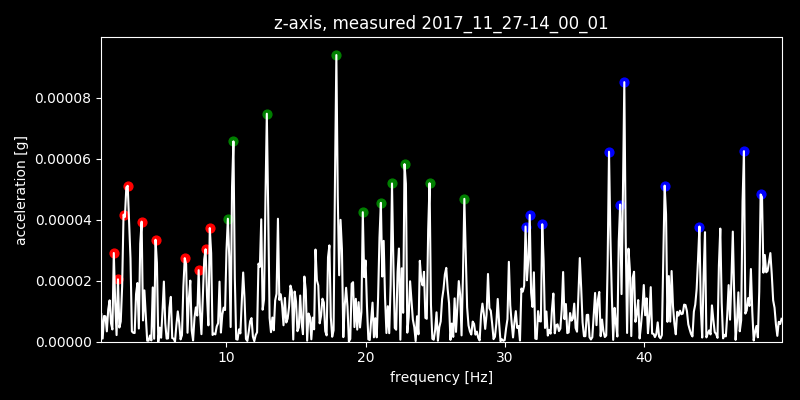 z-axis, measured 2017_11_27-14_00_01
acceleration [g]
0.00008
0.00006
0.00004
0.00002
0.00000
10 20 30 40
frequency [Hz]